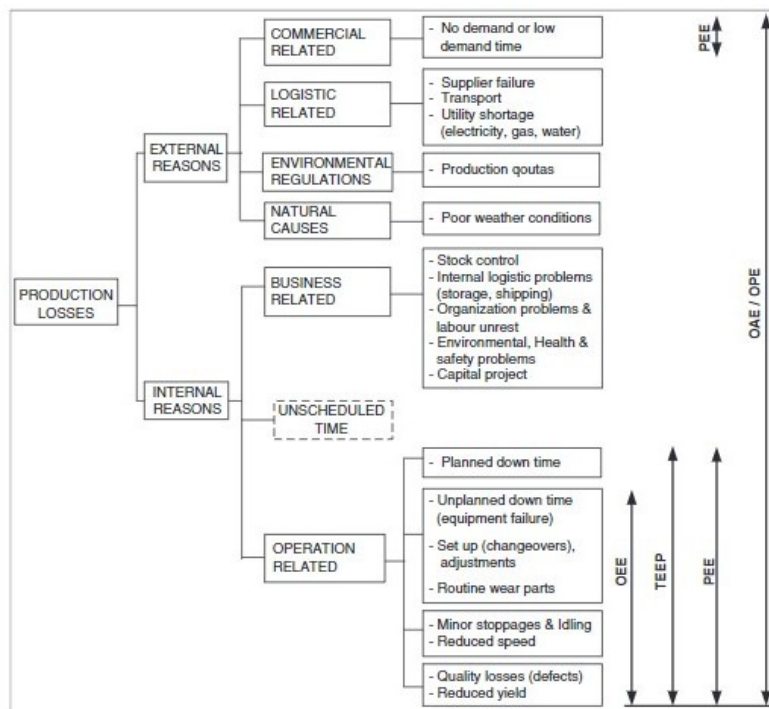 PRODUCTION
LOSSES
EXTERNAL
REASONS
COMMERCIAL
RELATED
- No demand or low
demand time
LOGISTIC
RELATED
- Supplier failure
- Transport
- Utility shortage
(electricity, gas, water)
ENVIRONMENTAL
REGULATIONS
- Production qoutas
NATURAL
CAUSES
- Poor weather conditions
INTERNAL
REASONS
BUSINESS
RELATED
- Stock control
- Internal logistic problems
(storage, shipping)
- Organization problems &
labour unrest
- Environmental, Health &
safety problems
- Capital project
UNSCHEDULED
TIME
OPERATION
RELATED
- Planned down time
- Unplanned down time
(equipment failure)
- Set up (changeovers),
adjustments
- Routine wear parts
- Minor stoppages & Idling
- Reduced speed
- Quality losses (defects)
- Reduced yield
OEE
TEEP
PEE
PEE
OAE / OPE